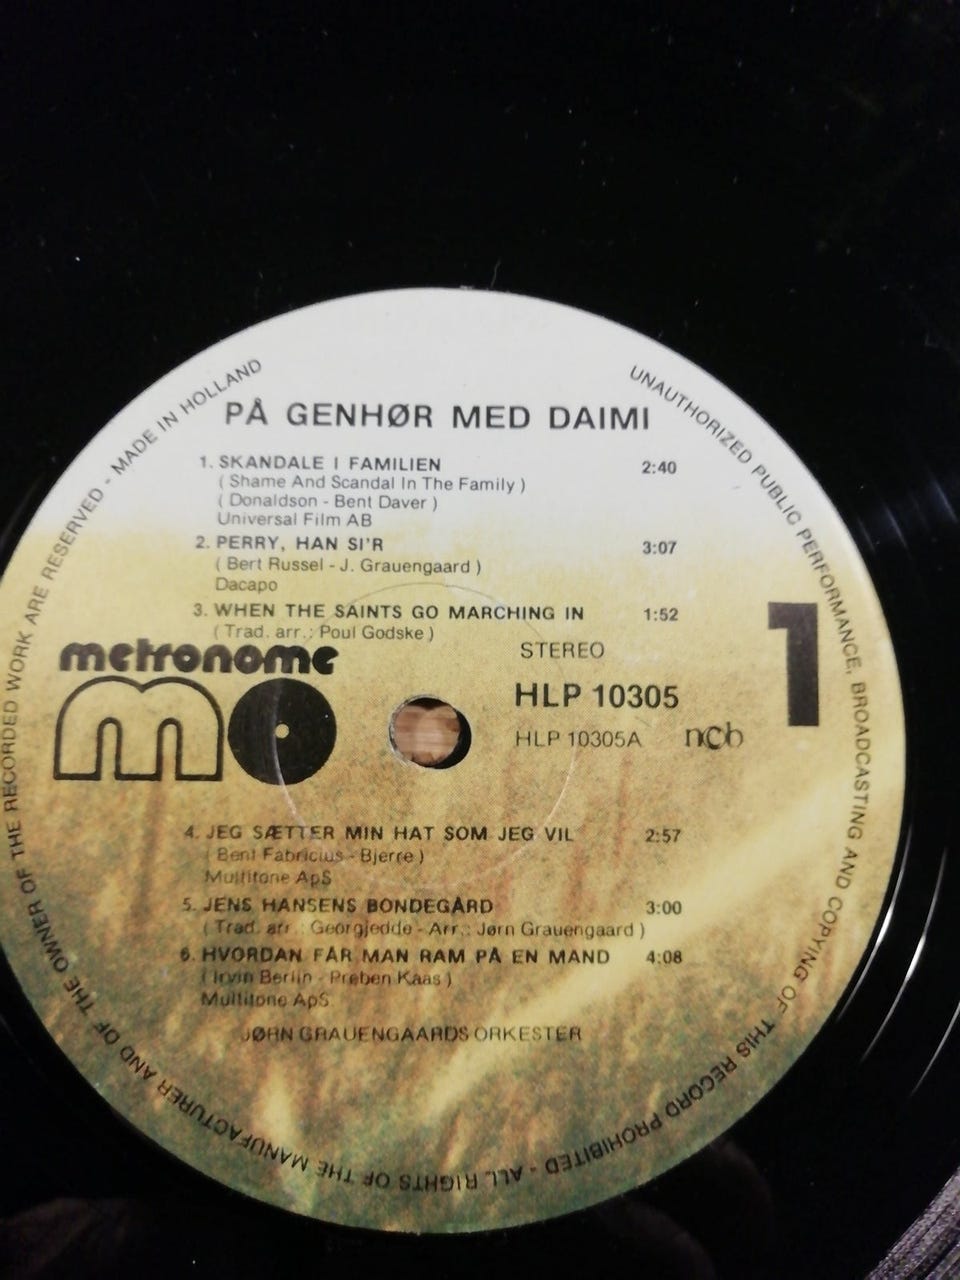 PÅ GENHØR MED DAIMI
1. SKANDALE I FAMILIEN 2:40
( Shame And Scandal In The Family )
( Donaldson - Bent Daver )
Universal Film AB
2. PERRY, HAN SI'R 3:07
( Bert Russel - J. Grauengaard )
Dacapo
3. WHEN THE SAINTS GO MARCHING IN 1:52
( Trad. arr.: Poul Godske )
metronome
mo
STEREO
HLP 10305
HLP 10305A ncb
1
4. JEG SÆTTER MIN HAT SOM JEG VIL 2:57
( Bent Fabricius - Bjerre )
Multitone ApS
5. JENS HANSENS BONDEGÅRD 3:00
( Trad. arr.: Georgjedde - Arr.: Jørn Grauengaard )
6. HVORDAN FÅR MAN RAM PÅ EN MAND 4:08
( Irvin Berlin - Preben Kaas )
Multitone ApS
JØRN GRAUENGAARDS ORKESTER
UNAUTHORIZED PUBLIC PERFORMANCE, BROADCASTING AND COPYING OF THIS RECORD PROHIBITED - ALL RIGHTS OF THE MANUFACTURER AND OF THE OWNER OF THE RECORDED WORK ARE RESERVED - MADE IN HOLLAND